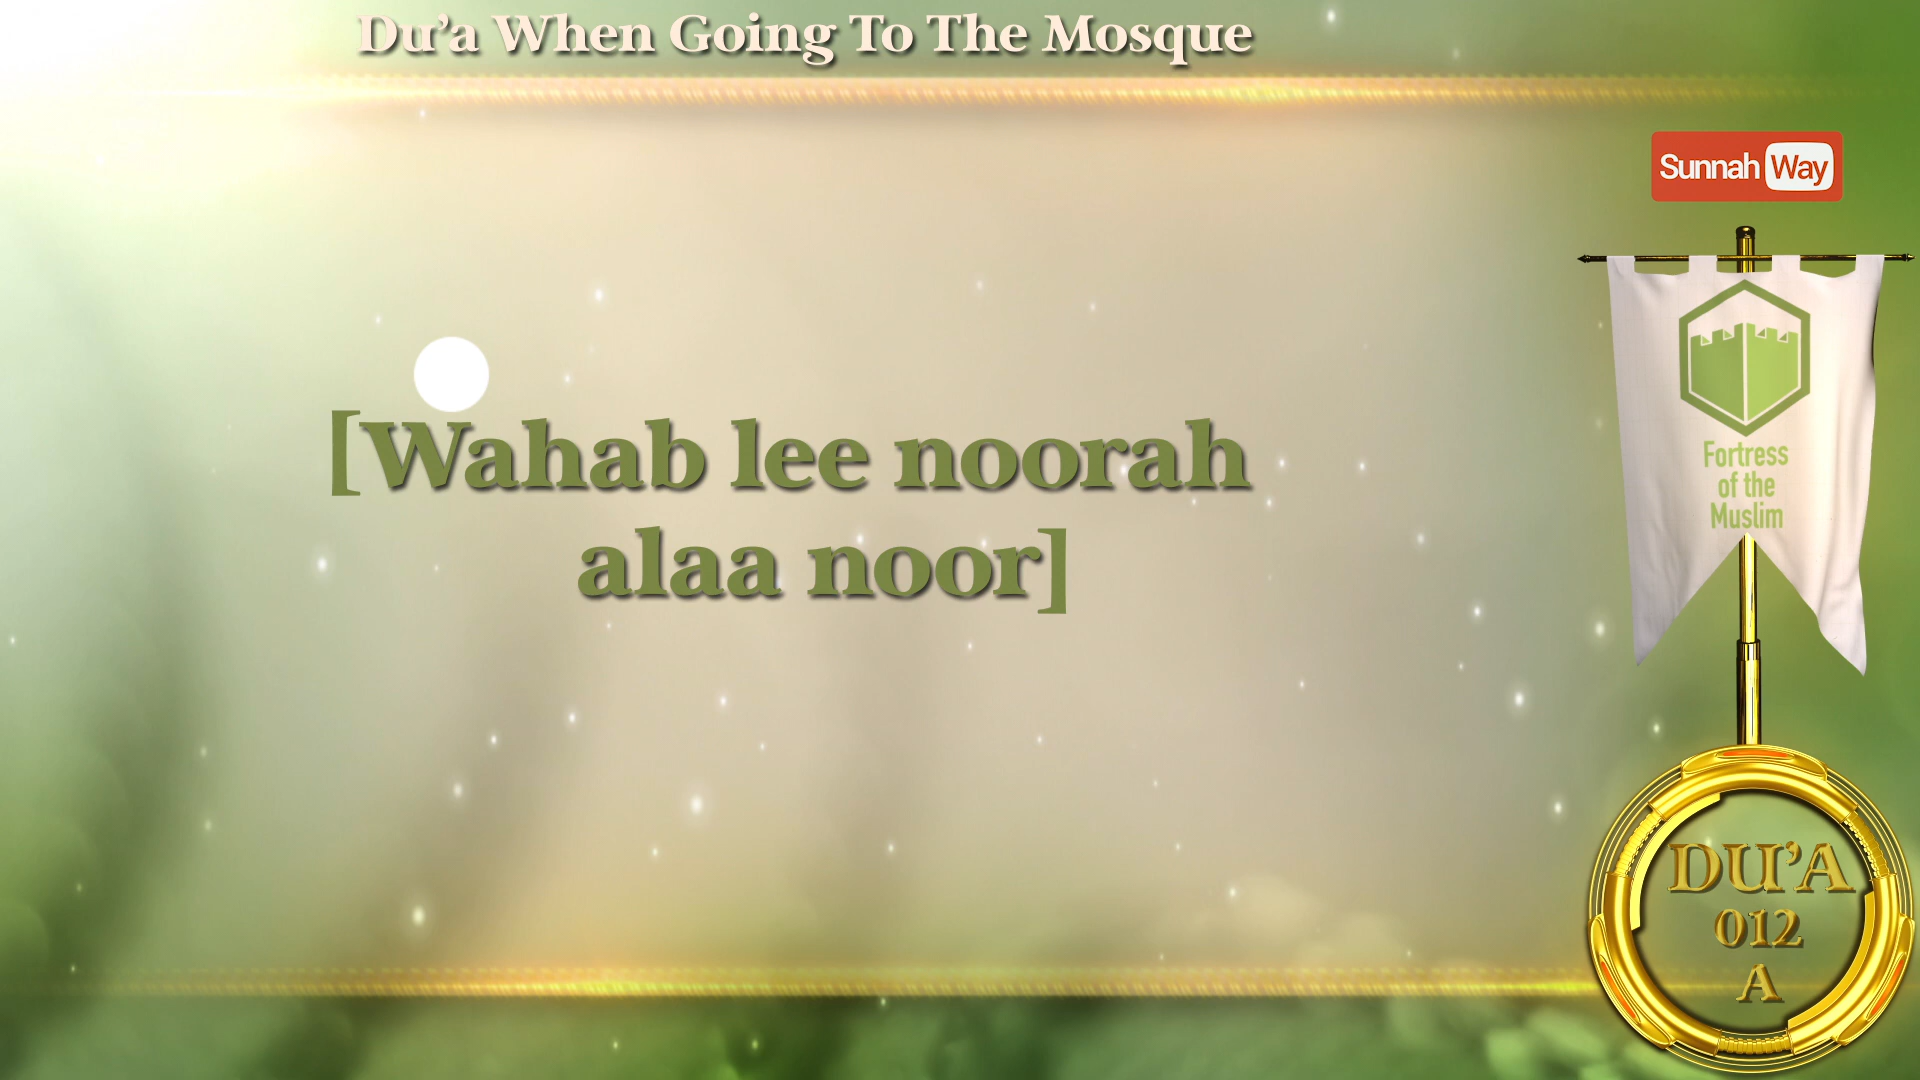 Du’a When Going To The Mosque
Sunnah Way
[Wahab lee noorah
alaa noor]
Fortress
of the
Muslim
DU’A
012
A